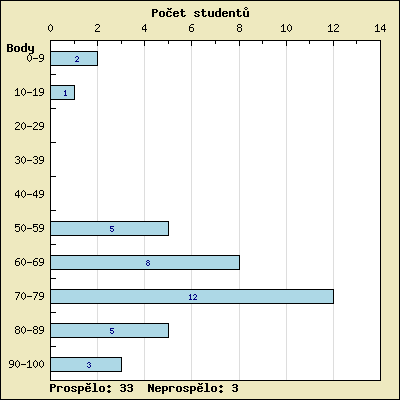 Počet studentů
0 2 4 6 8 10 12 14
Body
0-9 2
10-19 1
20-29
30-39
40-49
50-59 5
60-69 8
70-79 12
80-89 5
90-100 3
Prospělo: 33 Neprospělo: 3